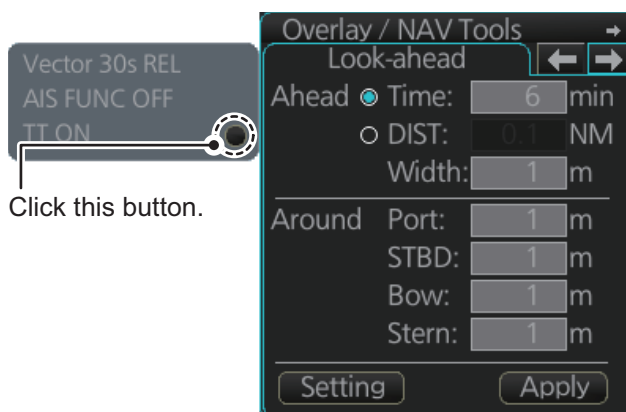 Vector 30s REL
AIS FUNC OFF
TT ON
Click this button.
Overlay / NAV Tools
Look-ahead
Ahead Time: 6 min
DIST: 0.1 NM
Width: 1 m
Around Port: 1 m
STBD: 1 m
Bow: 1 m
Stern: 1 m
Setting Apply